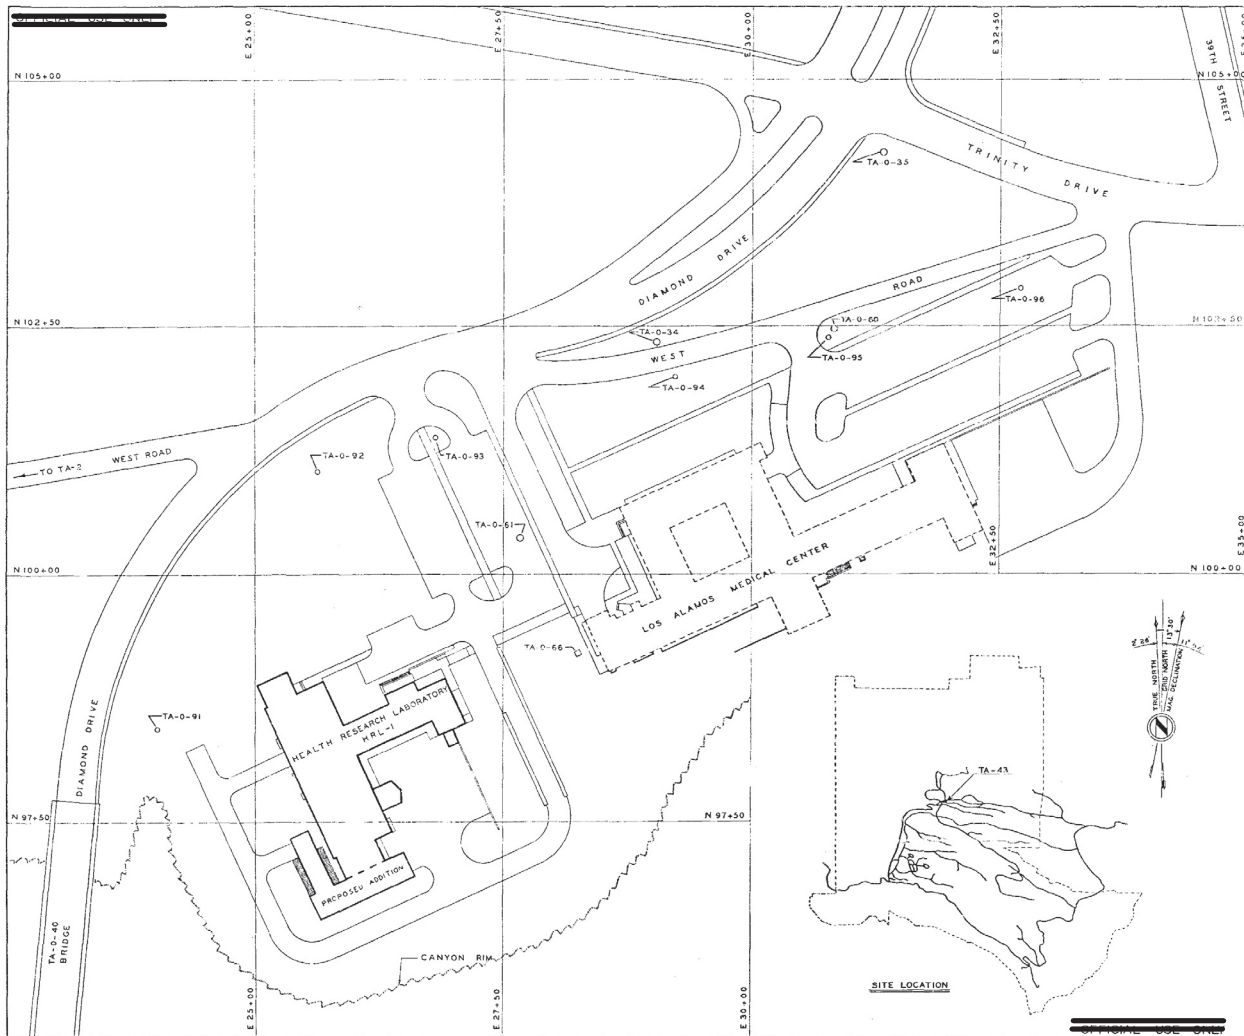 OFFICIAL USE ONLY
E 25+00
E 27+50
E 30+00
E 32+50
N 105+00
N 105+00
39TH STREET
TA-0-35
TRINITY DRIVE
DIAMOND DRIVE
ROAD
TA-0-96
N 102+50
N 102+50
TA-0-34
TA-0-60
WEST
TA-0-95
TA-0-94
TO TA-2
WEST ROAD
TA-0-92
TA-0-93
TA-0-61
E 32+50
E 35+00
N 100+00
N 100+00
LOS ALAMOS MEDICAL CENTER
TA-0-66
13° 30'
TRUE NORTH
GRID NORTH
MAG. DECLINATION
TA-0-91
HEALTH RESEARCH LABORATORY
HRL-1
DIAMOND DRIVE
TA-43
N 97+50
N 97+50
PROPOSED ADDITION
TA-0-40
BRIDGE
CANYON RIM
SITE LOCATION
E 25+00
E 27+50
E 30+00
OFFICIAL USE ONLY